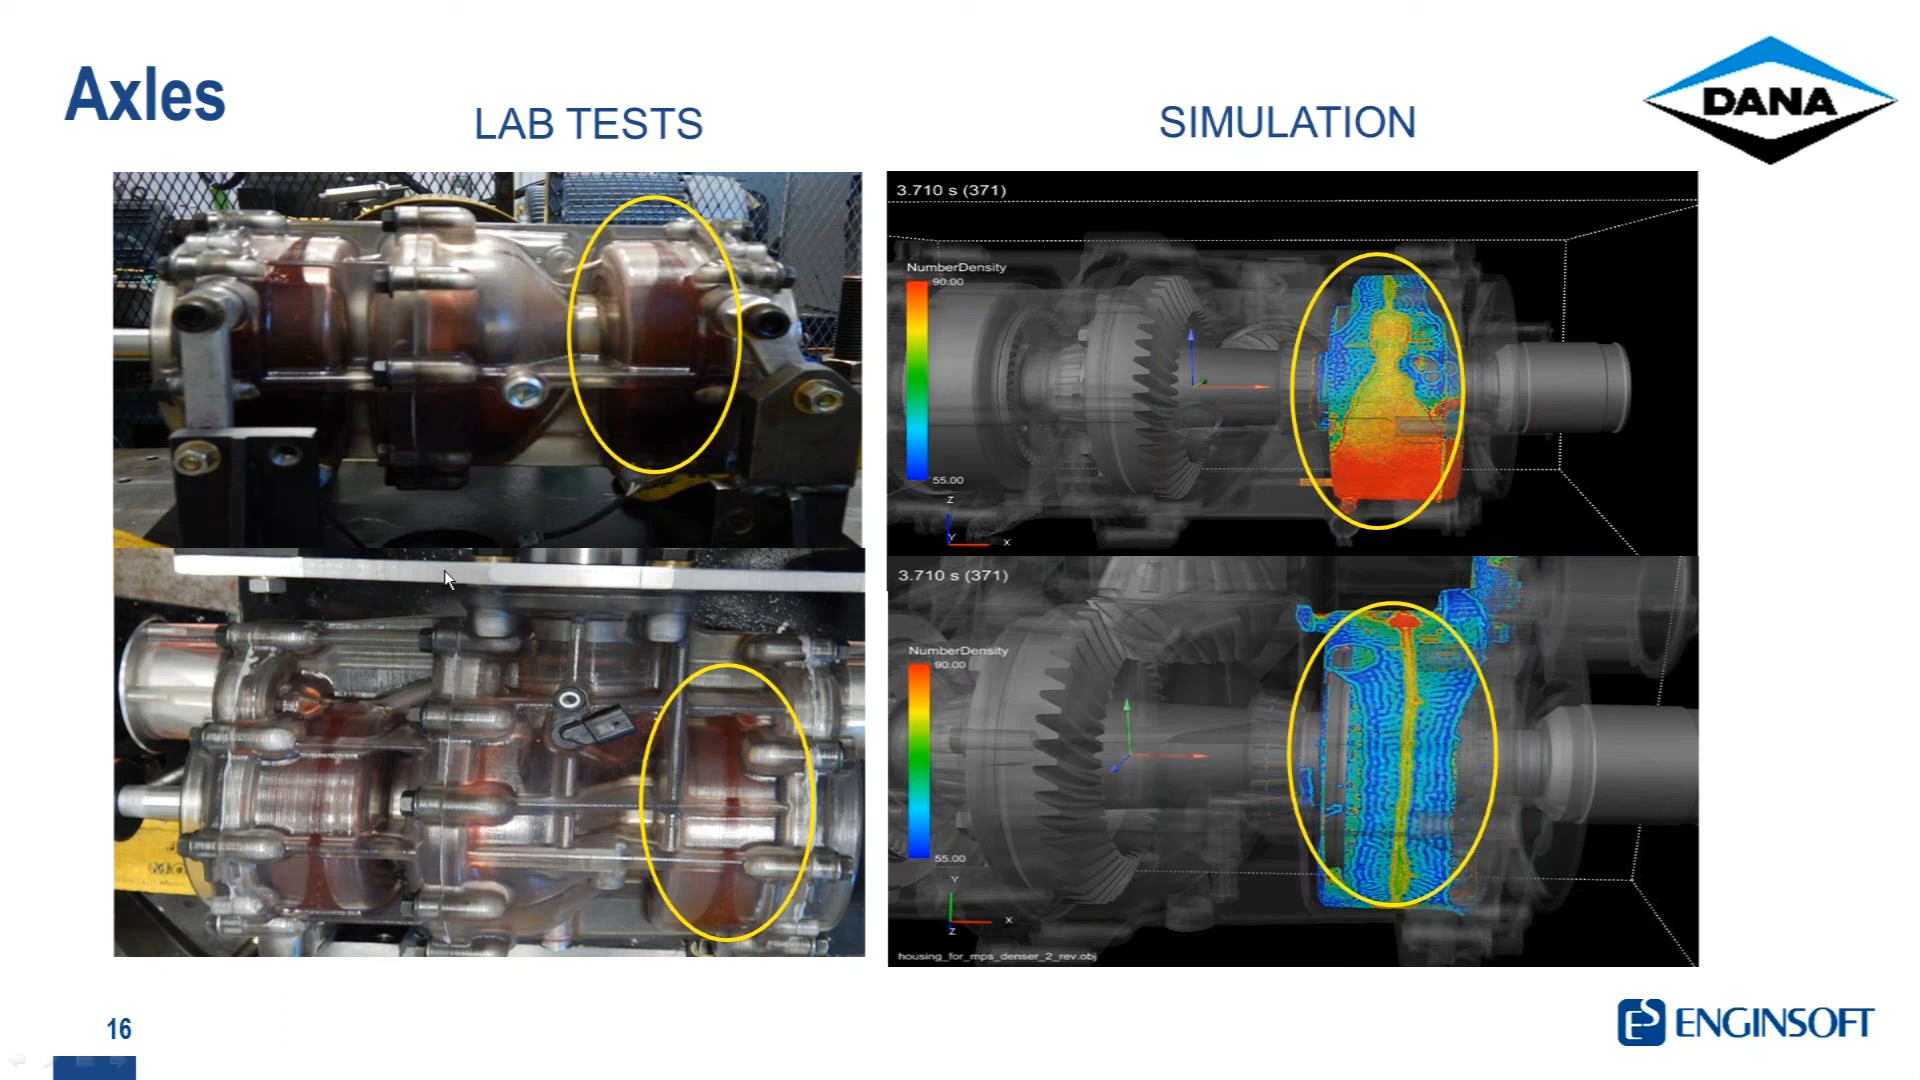 Axles
LAB TESTS
SIMULATION
DANA
3.710 s (371)
NumberDensity
90.00
55.00
Z
Y
X
3.710 s (371)
NumberDensity
90.00
55.00
Y
Z
X
housing_for_mps_denser_2_rev.obj
16
ES ENGINSOFT